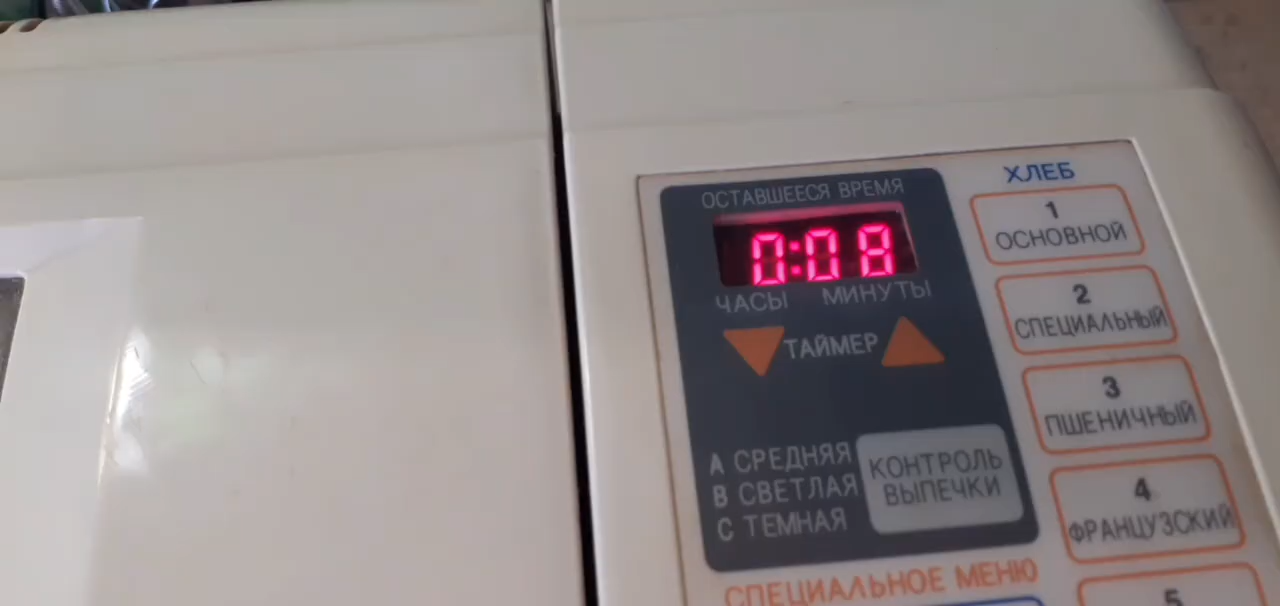 ОСТАВШЕЕСЯ ВРЕМЯ
0:08
ЧАСЫ МИНУТЫ
ТАЙМЕР
A СРЕДНЯЯ
B СВЕТЛАЯ
C ТЕМНАЯ
КОНТРОЛЬ
ВЫПЕЧКИ
СПЕЦИАЛЬНОЕ МЕНЮ
ХЛЕБ
1
ОСНОВНОЙ
2
СПЕЦИАЛЬНЫЙ
3
ПШЕНИЧНЫЙ
4
ФРАНЦУЗСКИЙ
5